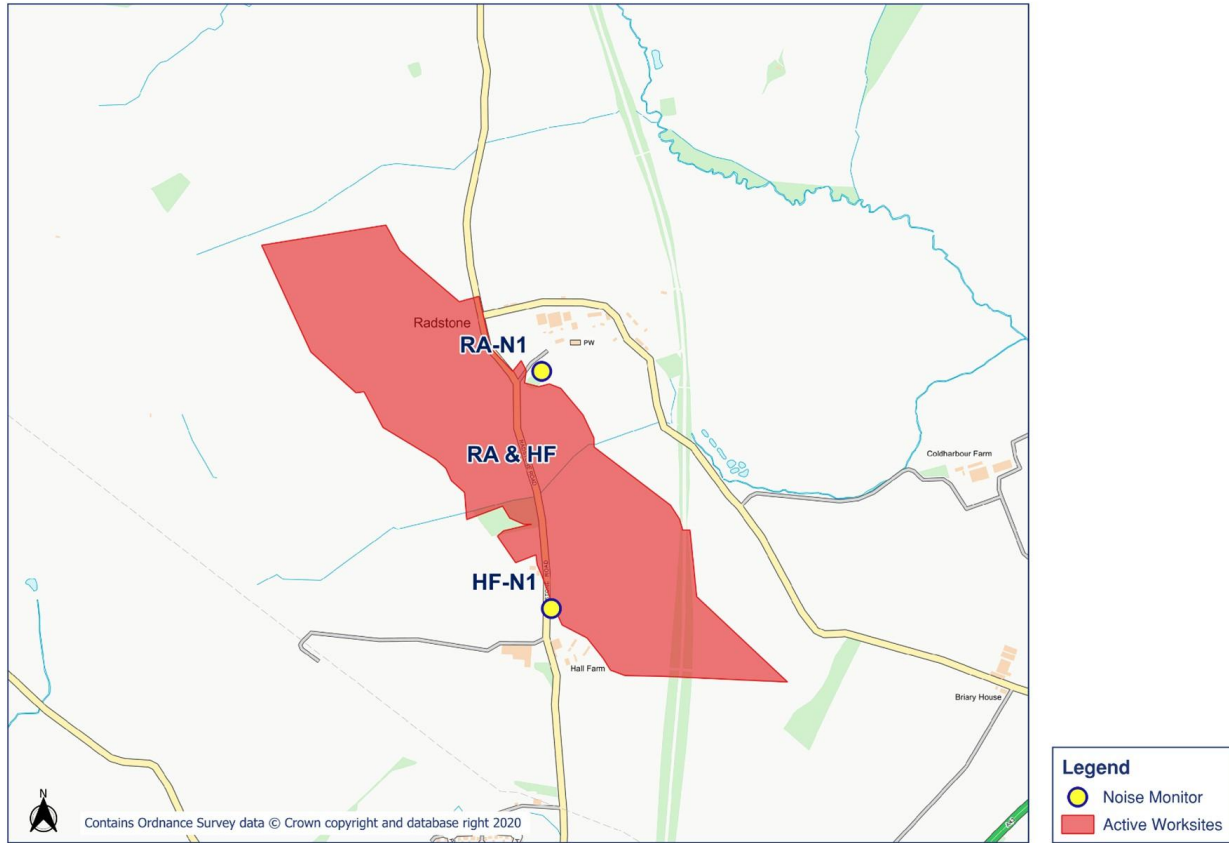 Radstone
RA-N1
PW
RA & HF
Coldharbour Farm
HF-N1
Hall Farm
Briary House
N
Contains Ordnance Survey data © Crown copyright and database right 2020
Legend
Noise Monitor
Active Worksites